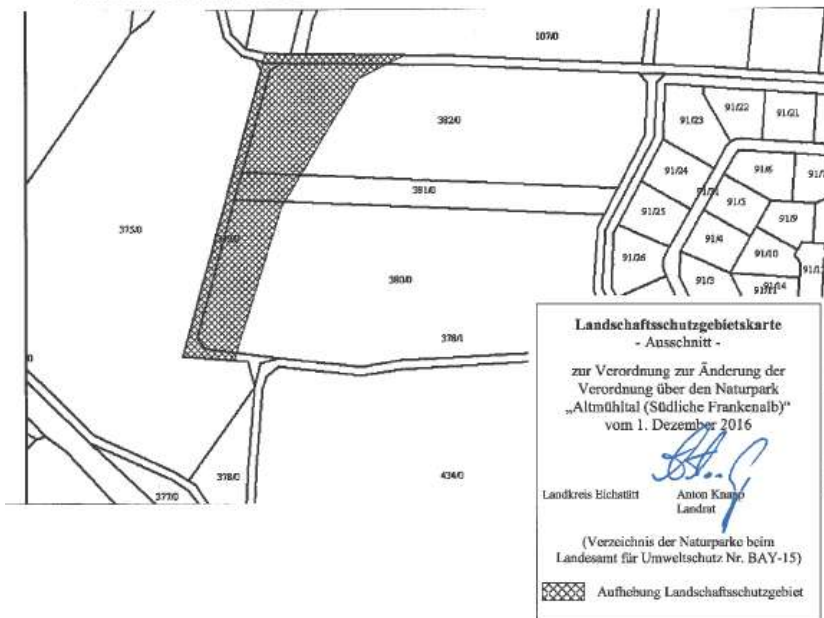 107/0
382/0
91/23
91/22
91/21
381/0
91/24
91/6
375/0
91/25
91/5
91/9
91/4
91/26
91/10
380/0
91/3
91/14
378/1
Landschaftsschutzgebietskarte
- Ausschnitt -
zur Verordnung zur Änderung der
Verordnung über den Naturpark
„Altmühltal (Südliche Frankenalb)“
vom 1. Dezember 2016
Landkreis Eichstätt Anton Knapp
Landrat
(Verzeichnis der Naturparke beim
Landesamt für Umweltschutz Nr. BAY-15)
Aufhebung Landschaftsschutzgebiet
378/0
434/0
377/0